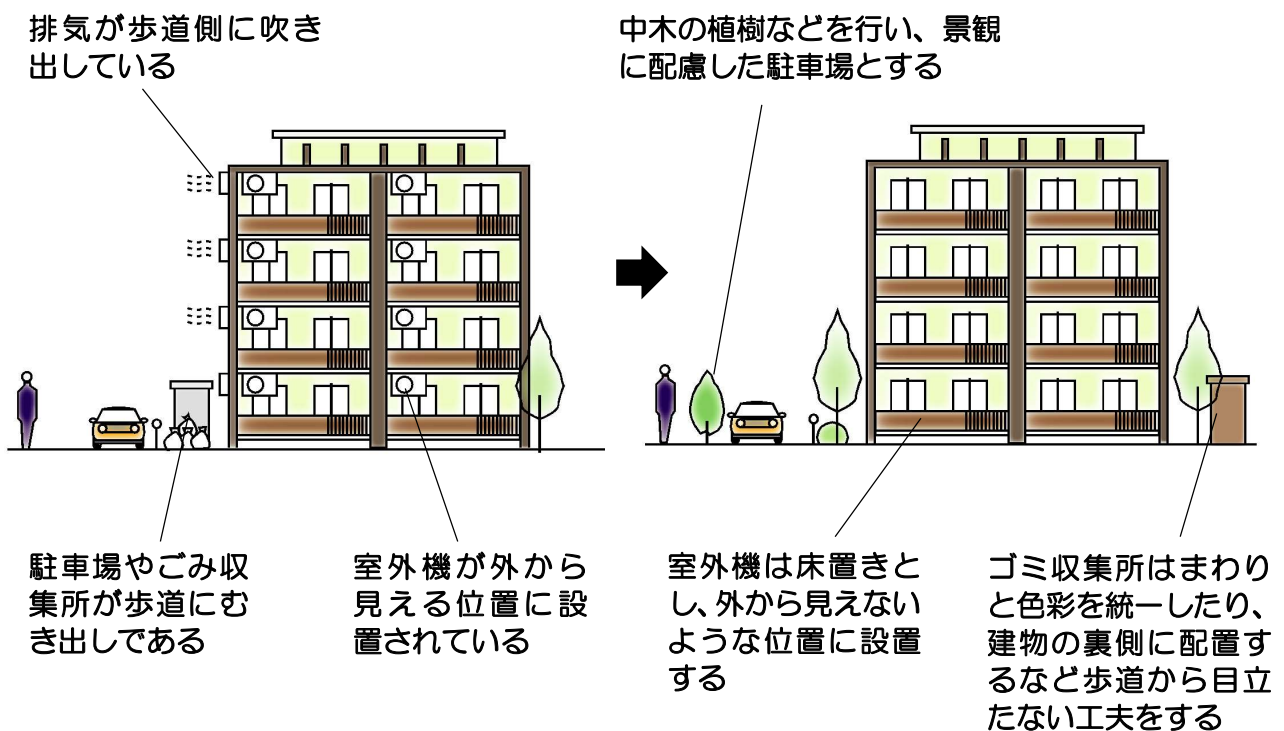 排気が歩道側に吹き
出している
中木の植樹などを行い、景観
に配慮した駐車場とする
駐車場やごみ収
集所が歩道にむ
き出しである
室外機が外から
見える位置に設
置されている
室外機は床置きと
し、外から見えない
ような位置に設置
する
ゴミ収集所はまわり
と色彩を統一したり、
建物の裏側に配置す
るなど歩道から目立
たない工夫をする